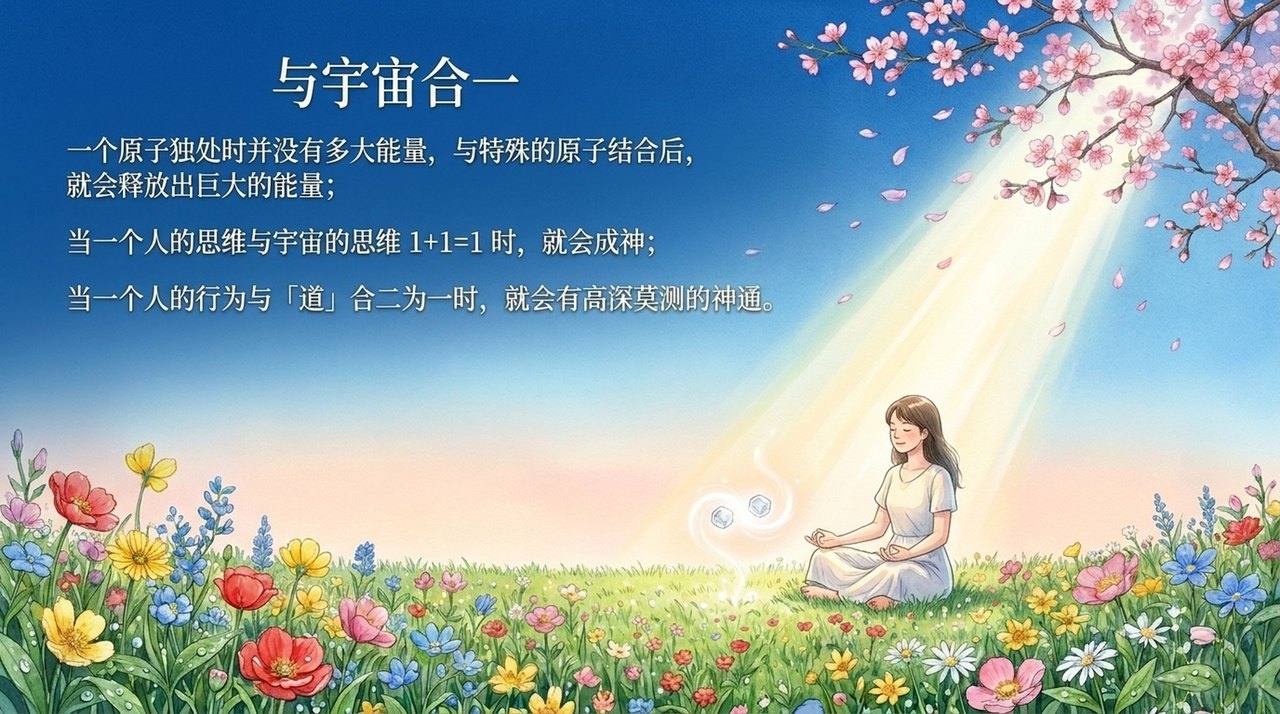 与宇宙合一
一个原子独处时并没有多大能量，与特殊的原子结合后，
就会释放出巨大的能量；
当一个人的思维与宇宙的思维 1+1=1 时，就会成神；
当一个人的行为与「道」合二为一时，就会有高深莫测的神通。